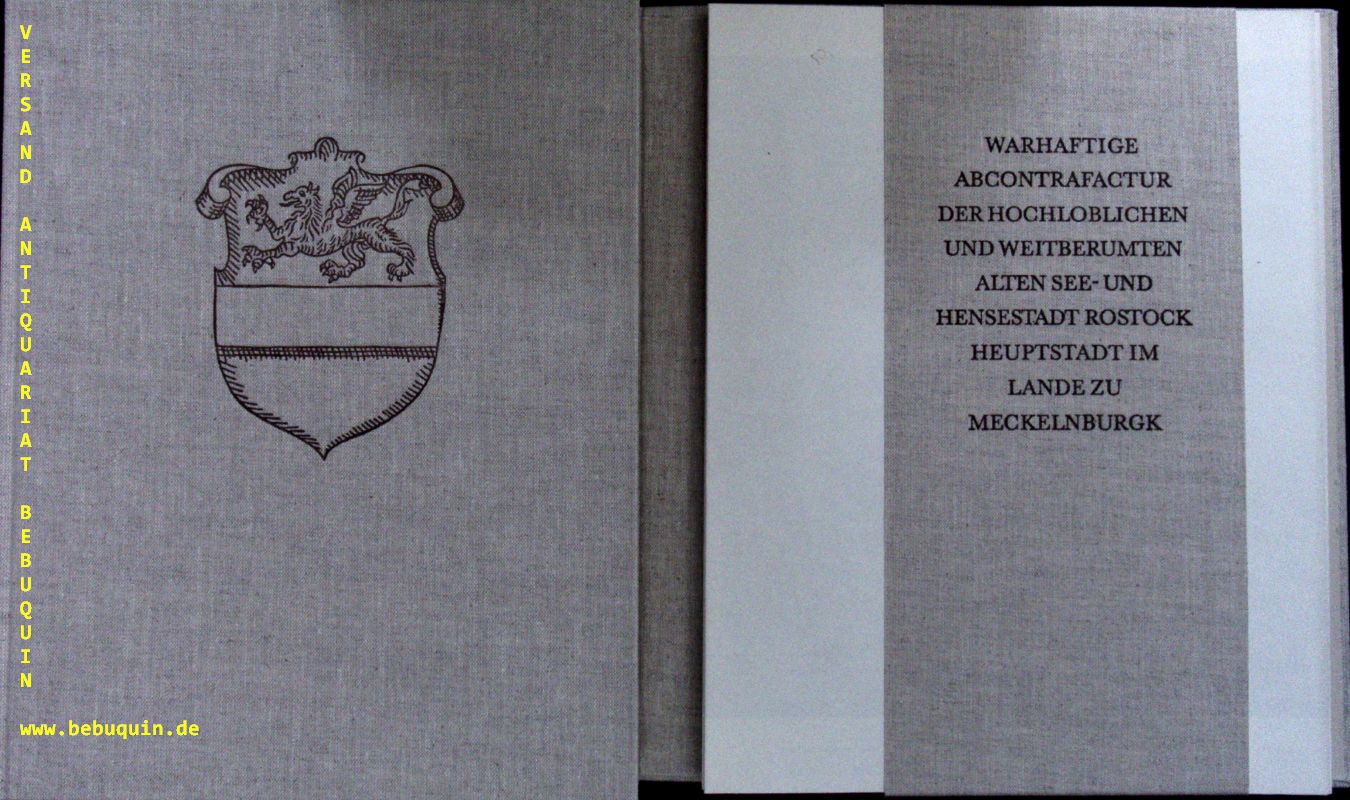 VERSAND ANTIQUARIAT BEBUQUIN
www.bebuquin.de
WARHAFTIGE
ABCONTRAFACTUR
DER HOCHLOBLICHEN
UND WEITBERUMTEN
ALTEN SEE- UND
HENSESTADT ROSTOCK
HEUPTSTADT IM
LANDE ZU
MECKELNBURGK